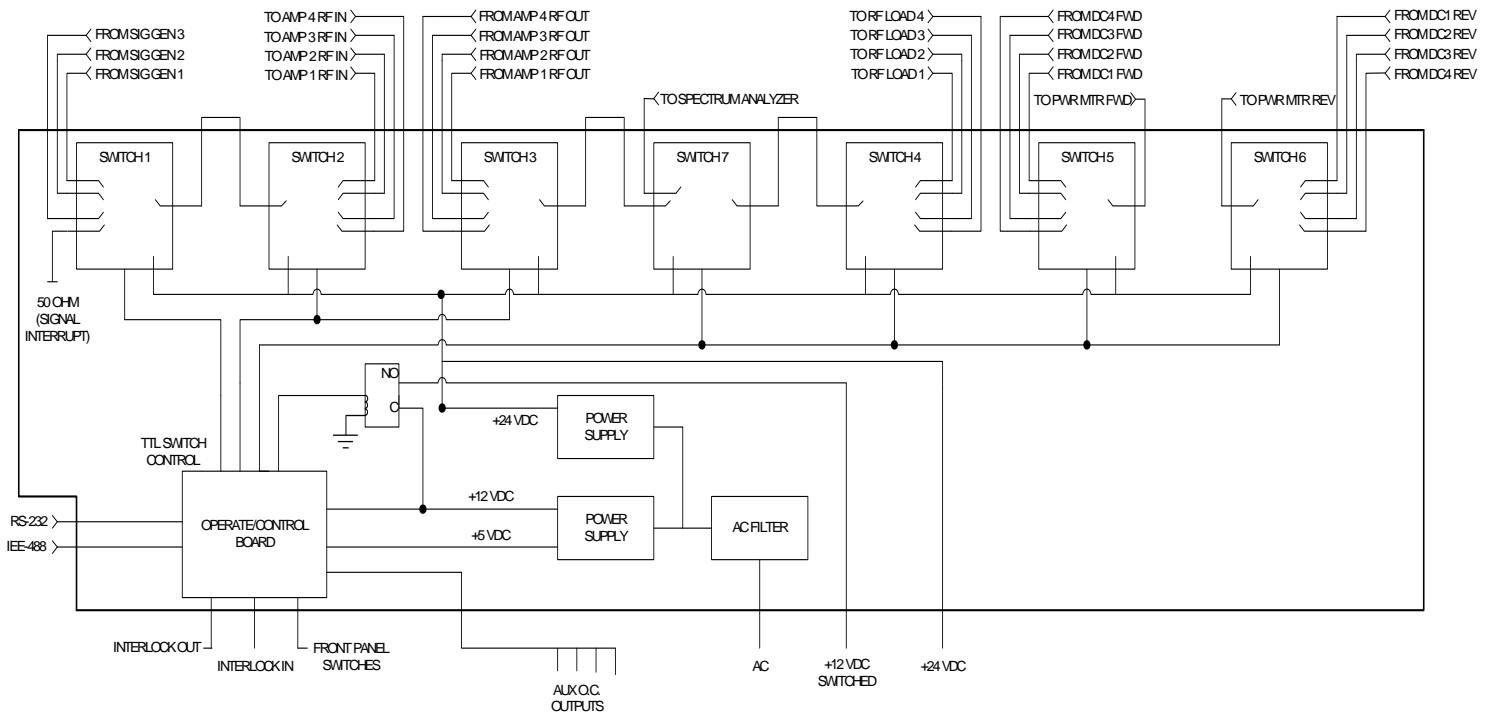 TO AMP 4 RF IN
FROM AMP 4 RF OUT
TO RF LOAD 4
FROM DC4 FWD
FROM DC1 REV
FROM SIG GEN 3
TO AMP 3 RF IN
FROM AMP 3 RF OUT
TO RF LOAD 3
FROM DC3 FWD
FROM DC2 REV
FROM SIG GEN 2
TO AMP 2 RF IN
FROM AMP 2 RF OUT
TO RF LOAD 2
FROM DC2 FWD
FROM DC3 REV
FROM SIG GEN 1
TO AMP 1 RF IN
FROM AMP 1 RF OUT
TO RF LOAD 1
FROM DC1 FWD
FROM DC4 REV
TO SPECTRUM ANALYZER
TO PWR MTR FWD
TO PWR MTR REV
SWITCH 1
SWITCH 2
SWITCH 3
SWITCH 7
SWITCH 4
SWITCH 5
SWITCH 6
50 OHM
(SIGNAL
INTERRUPT)
NO
C
+24 VDC
POWER
SUPPLY
TTL SWITCH
CONTROL
+12 VDC
POWER
SUPPLY
AC FILTER
RS-232
OPERATE/CONTROL
BOARD
+5 VDC
IEE-488
INTERLOCK OUT
INTERLOCK IN
FRONT PANEL
SWITCHES
AUX O.C.
OUTPUTS
AC
+12 VDC
SWITCHED
+24 VDC